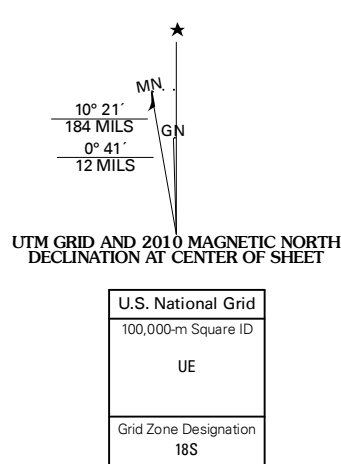 MN
10° 21´
184 MILS
GN
0° 41´
12 MILS
UTM GRID AND 2010 MAGNETIC NORTH
DECLINATION AT CENTER OF SHEET
U.S. National Grid
100,000-m Square ID
UE
Grid Zone Designation
18S